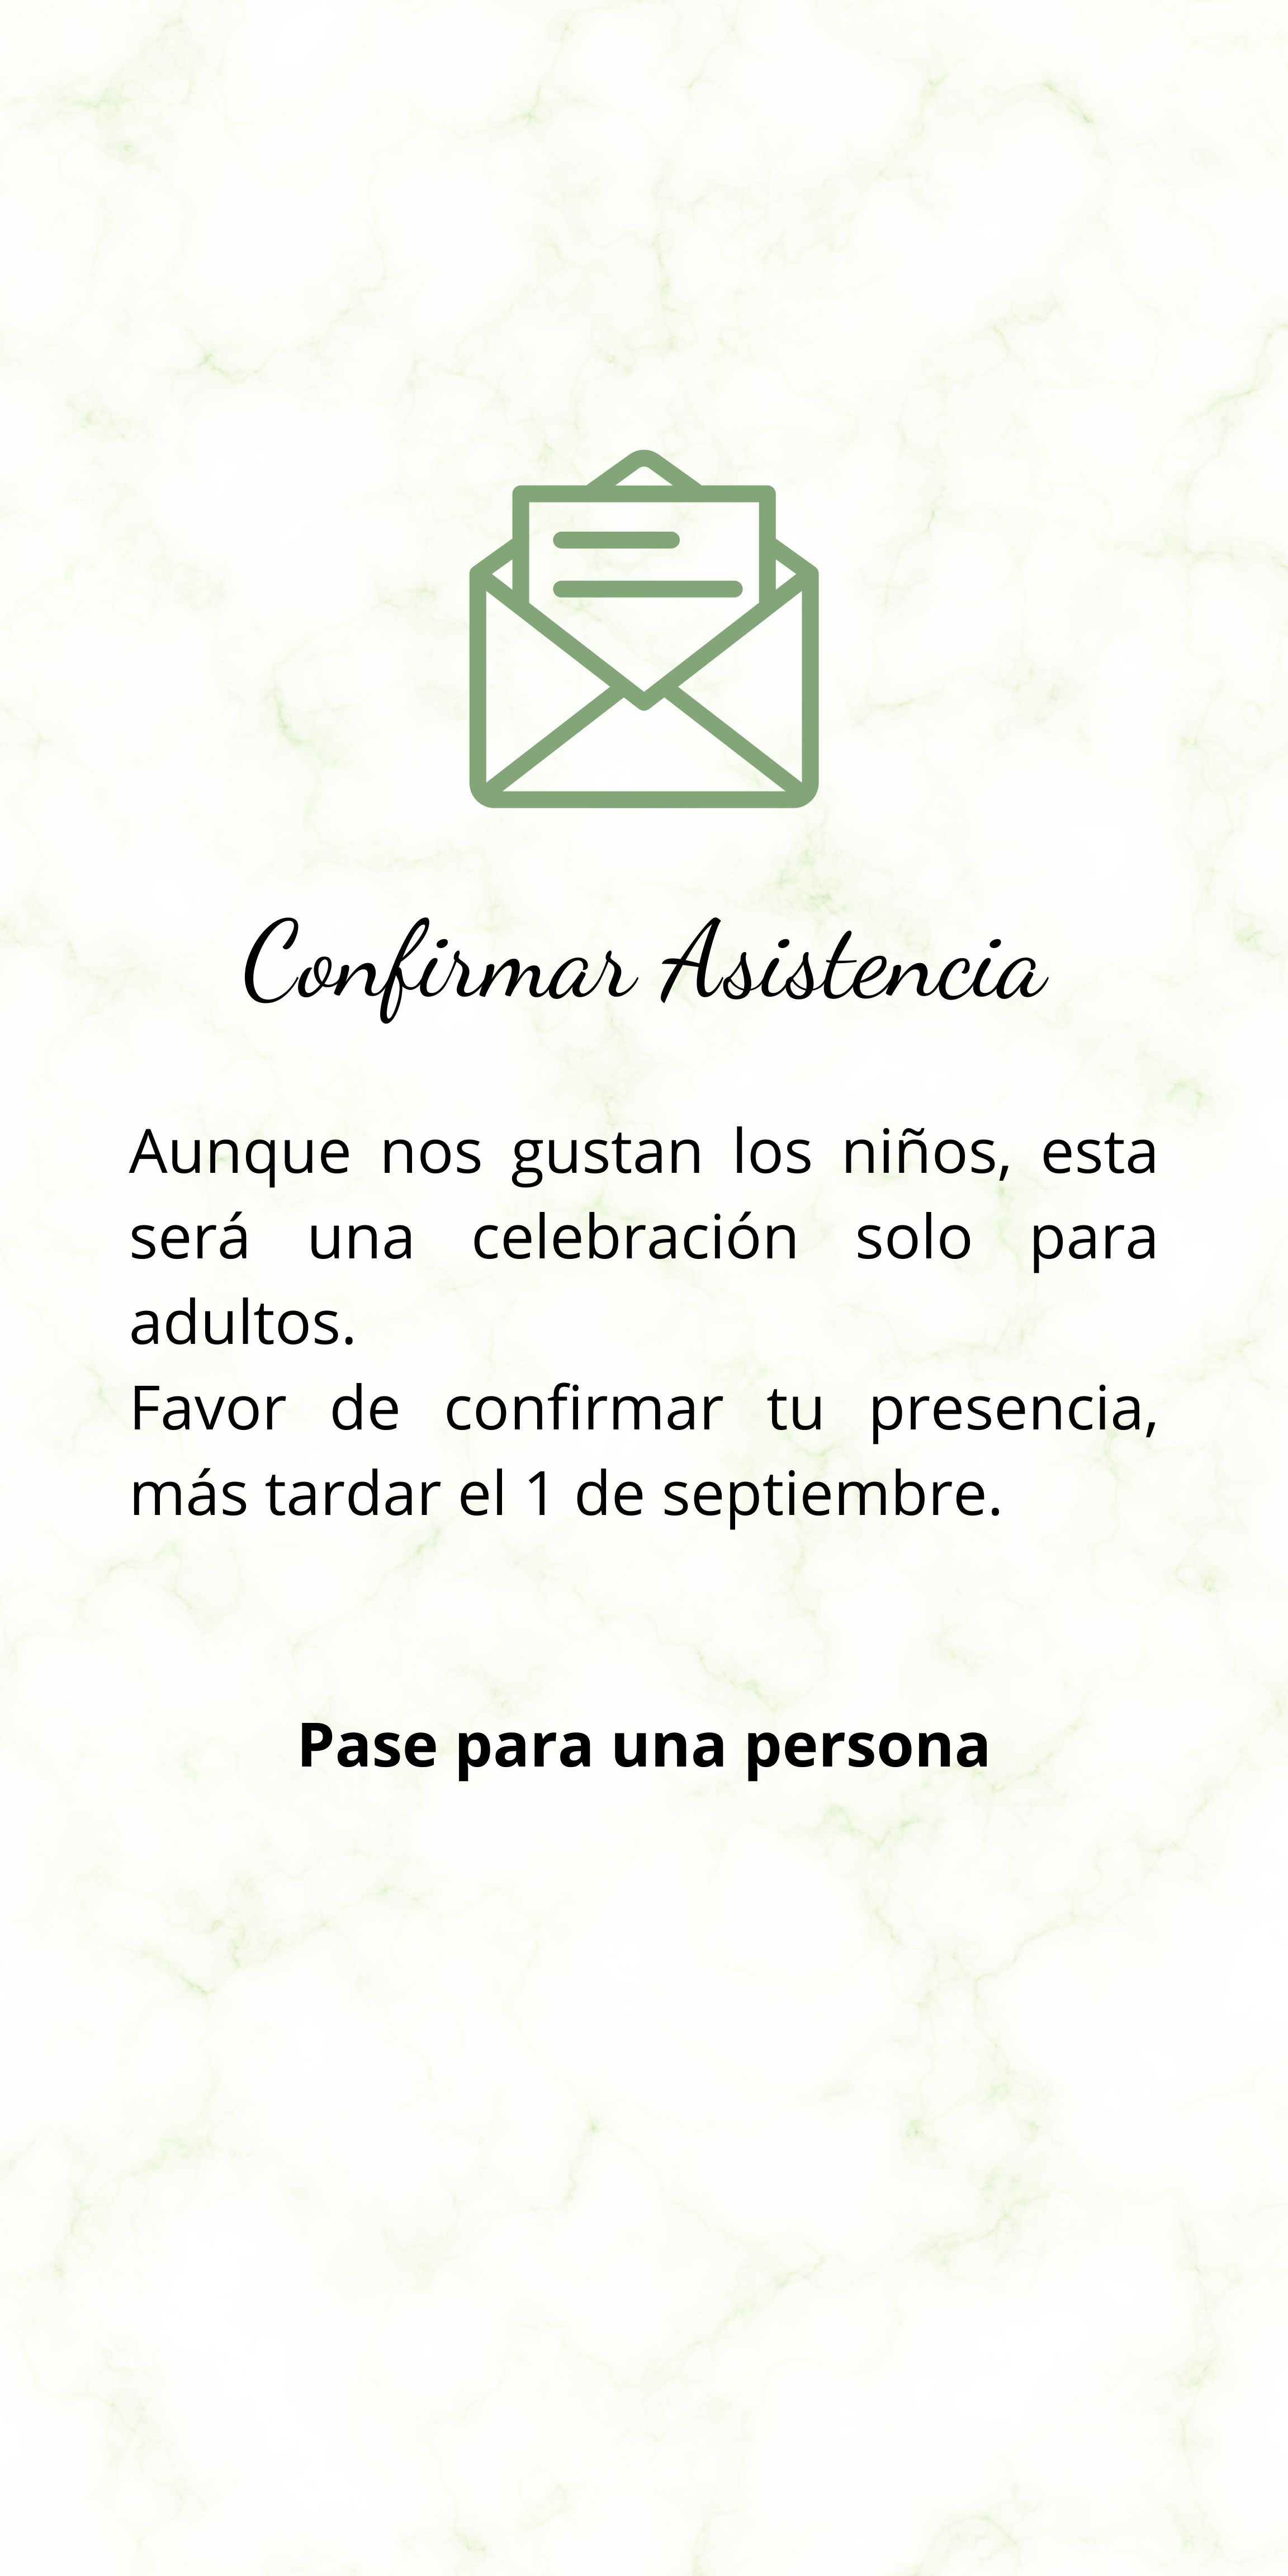 Confirmar Asistencia
Aunque nos gustan los niños, esta
será una celebración solo para
adultos.
Favor de confirmar tu presencia,
más tardar el 1 de septiembre.
Pase para una persona